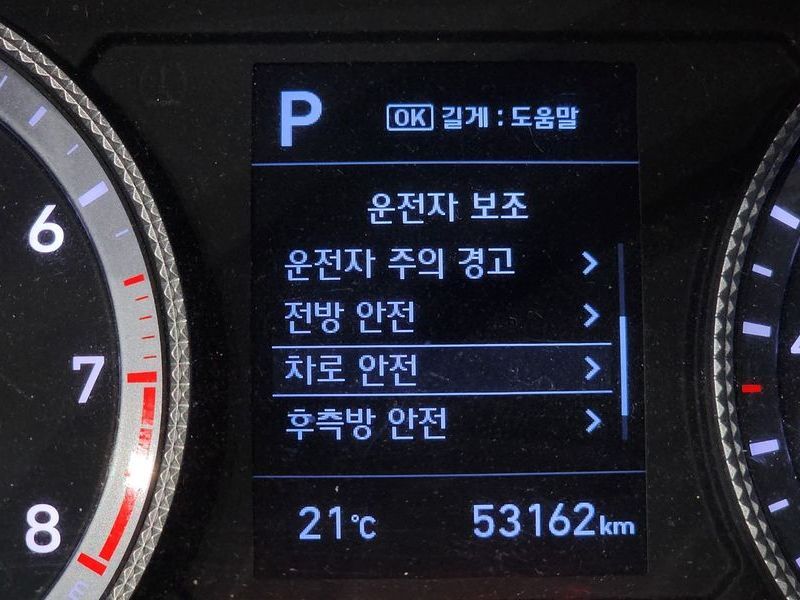 P
OK 길게 : 도움말
운전자 보조
운전자 주의 경고
전방 안전
차로 안전
후측방 안전
21°C
53162km
6
7
8